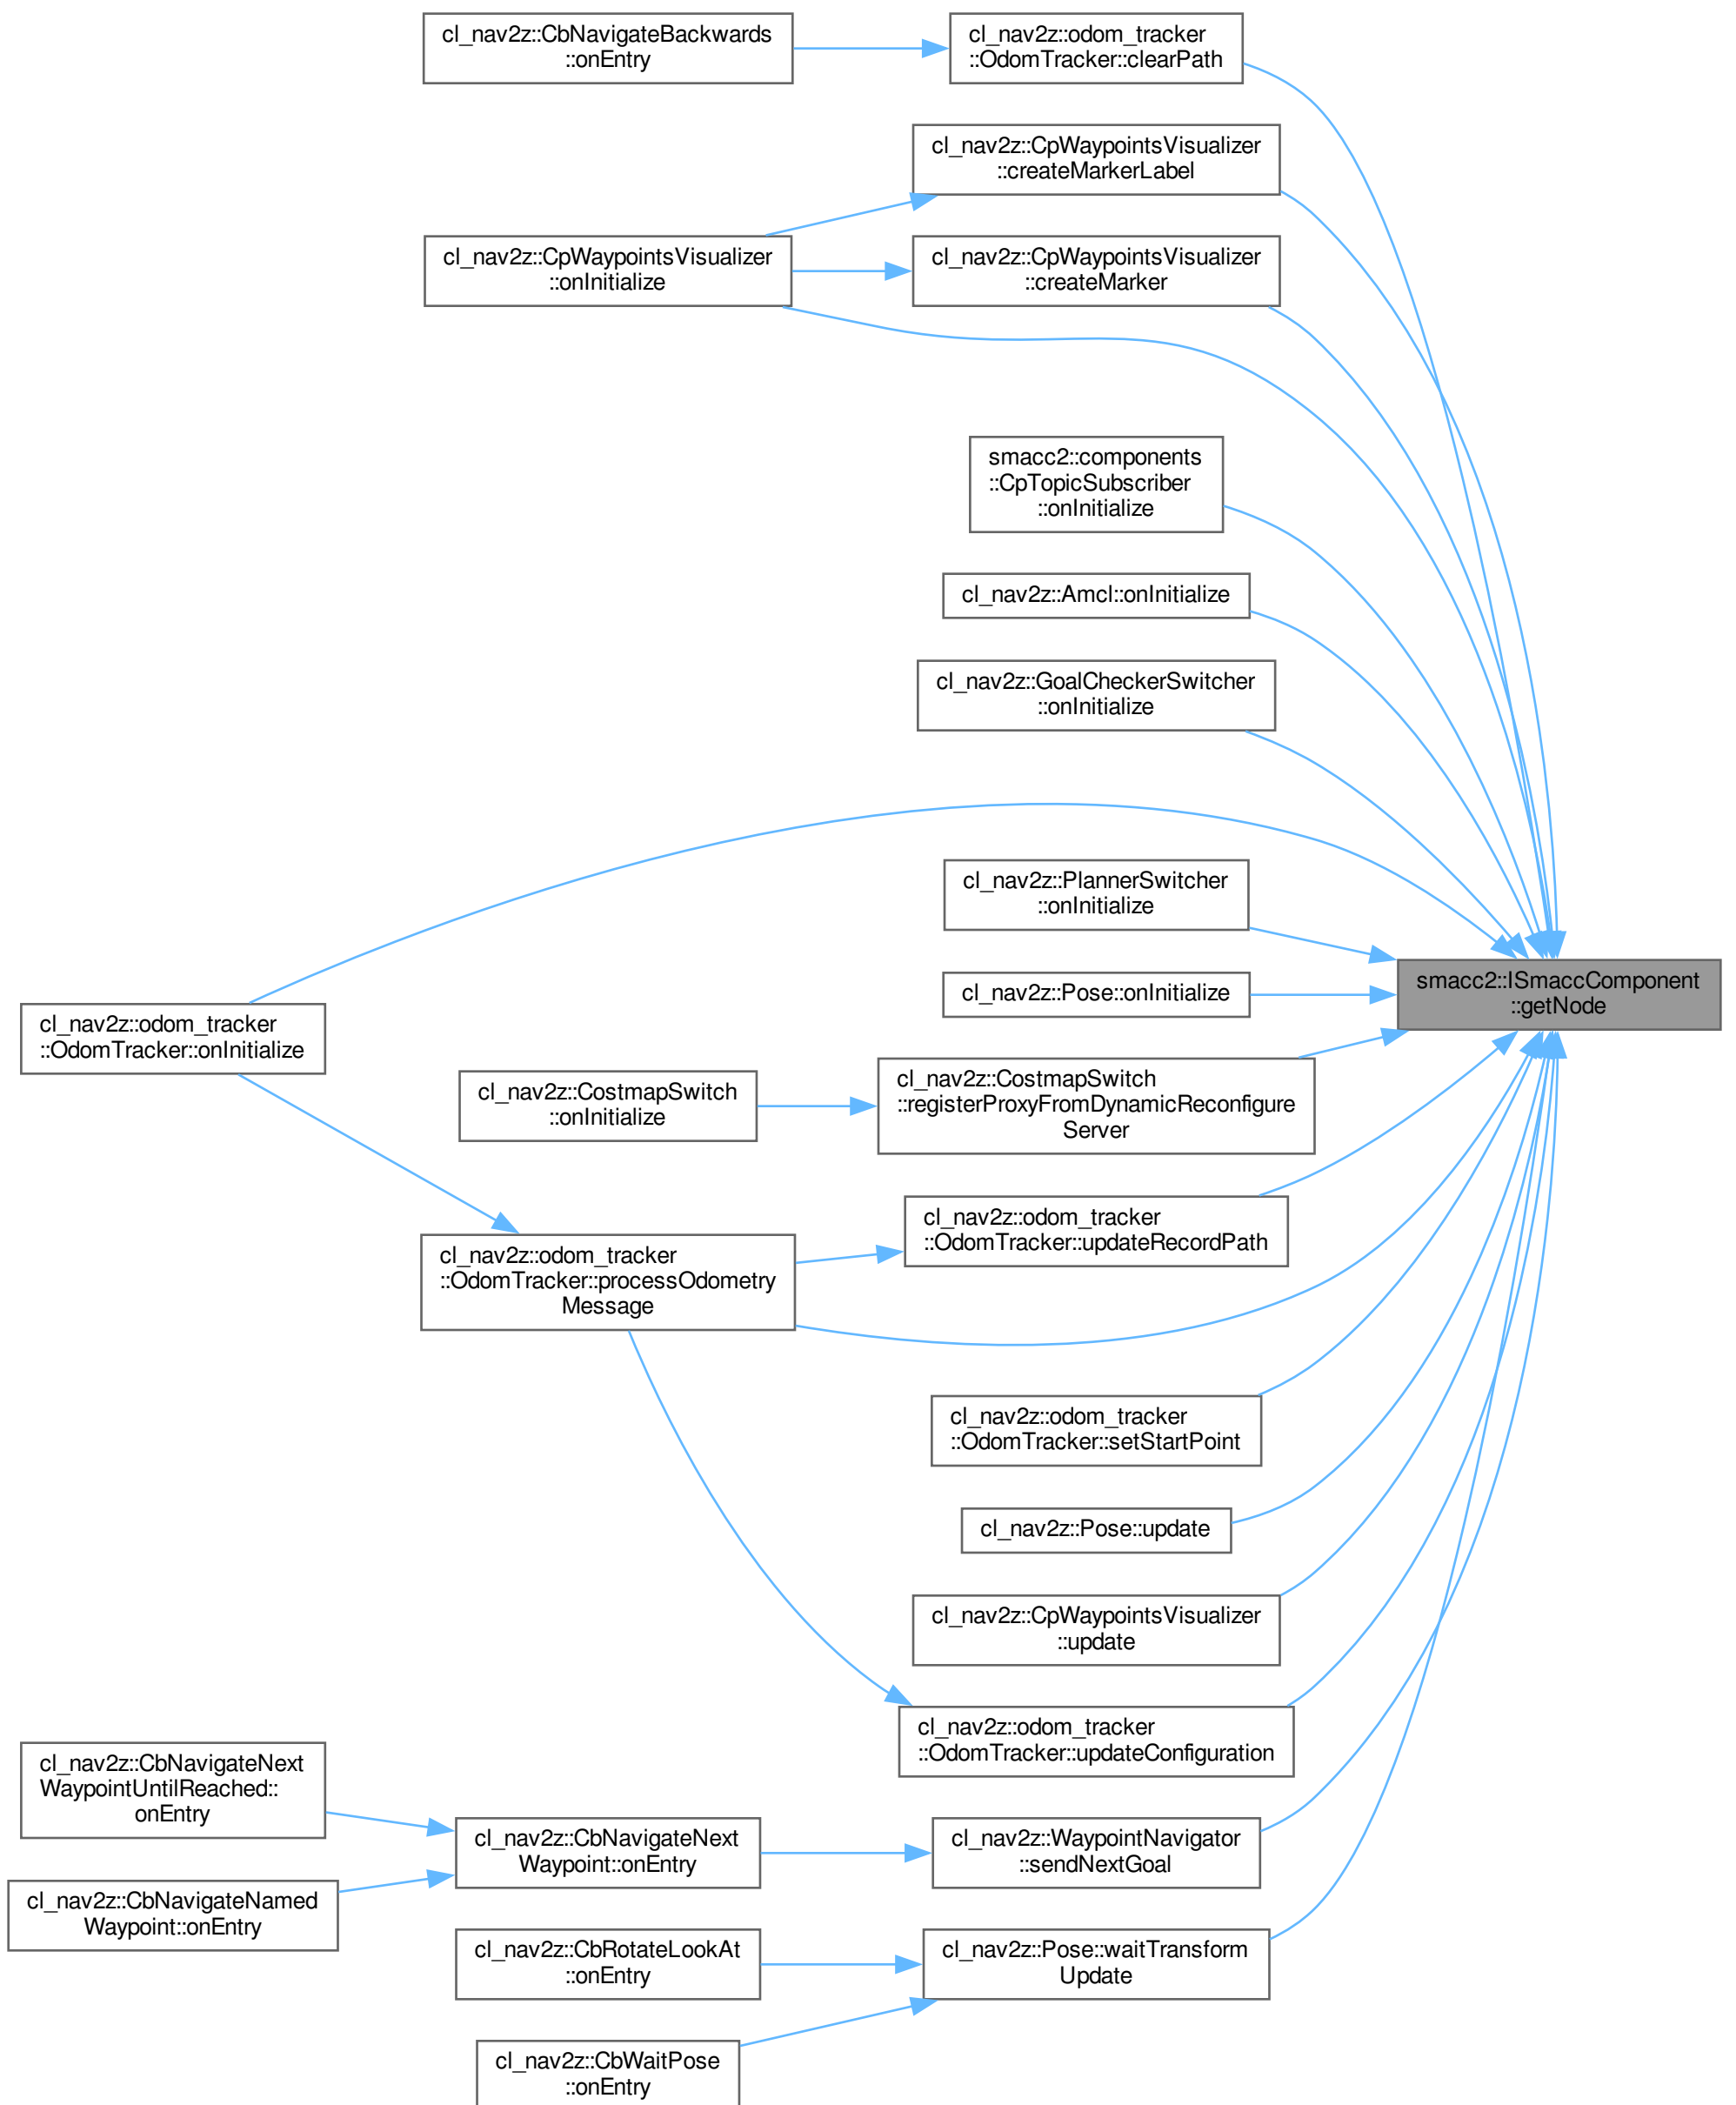 cl_nav2z::CbNavigateBackwards
::onEntry
cl_nav2z::odom_tracker
::OdomTracker::clearPath
cl_nav2z::CpWaypointsVisualizer
::createMarkerLabel
cl_nav2z::CpWaypointsVisualizer
::onInitialize
cl_nav2z::CpWaypointsVisualizer
::createMarker
smacc2::components
::CpTopicSubscriber
::onInitialize
cl_nav2z::Amcl::onInitialize
cl_nav2z::GoalCheckerSwitcher
::onInitialize
cl_nav2z::PlannerSwitcher
::onInitialize
smacc2::ISmaccComponent
::getNode
cl_nav2z::Pose::onInitialize
cl_nav2z::odom_tracker
::OdomTracker::onInitialize
cl_nav2z::CostmapSwitch
::onInitialize
cl_nav2z::CostmapSwitch
::registerProxyFromDynamicReconfigure
Server
cl_nav2z::odom_tracker
::OdomTracker::updateRecordPath
cl_nav2z::odom_tracker
::OdomTracker::processOdometry
Message
cl_nav2z::odom_tracker
::OdomTracker::setStartPoint
cl_nav2z::Pose::update
cl_nav2z::CpWaypointsVisualizer
::update
cl_nav2z::odom_tracker
::OdomTracker::updateConfiguration
cl_nav2z::CbNavigateNext
WaypointUntilReached::
onEntry
cl_nav2z::CbNavigateNext
Waypoint::onEntry
cl_nav2z::WaypointNavigator
::sendNextGoal
cl_nav2z::CbNavigateNamed
Waypoint::onEntry
cl_nav2z::CbRotateLookAt
::onEntry
cl_nav2z::Pose::waitTransform
Update
cl_nav2z::CbWaitPose
::onEntry